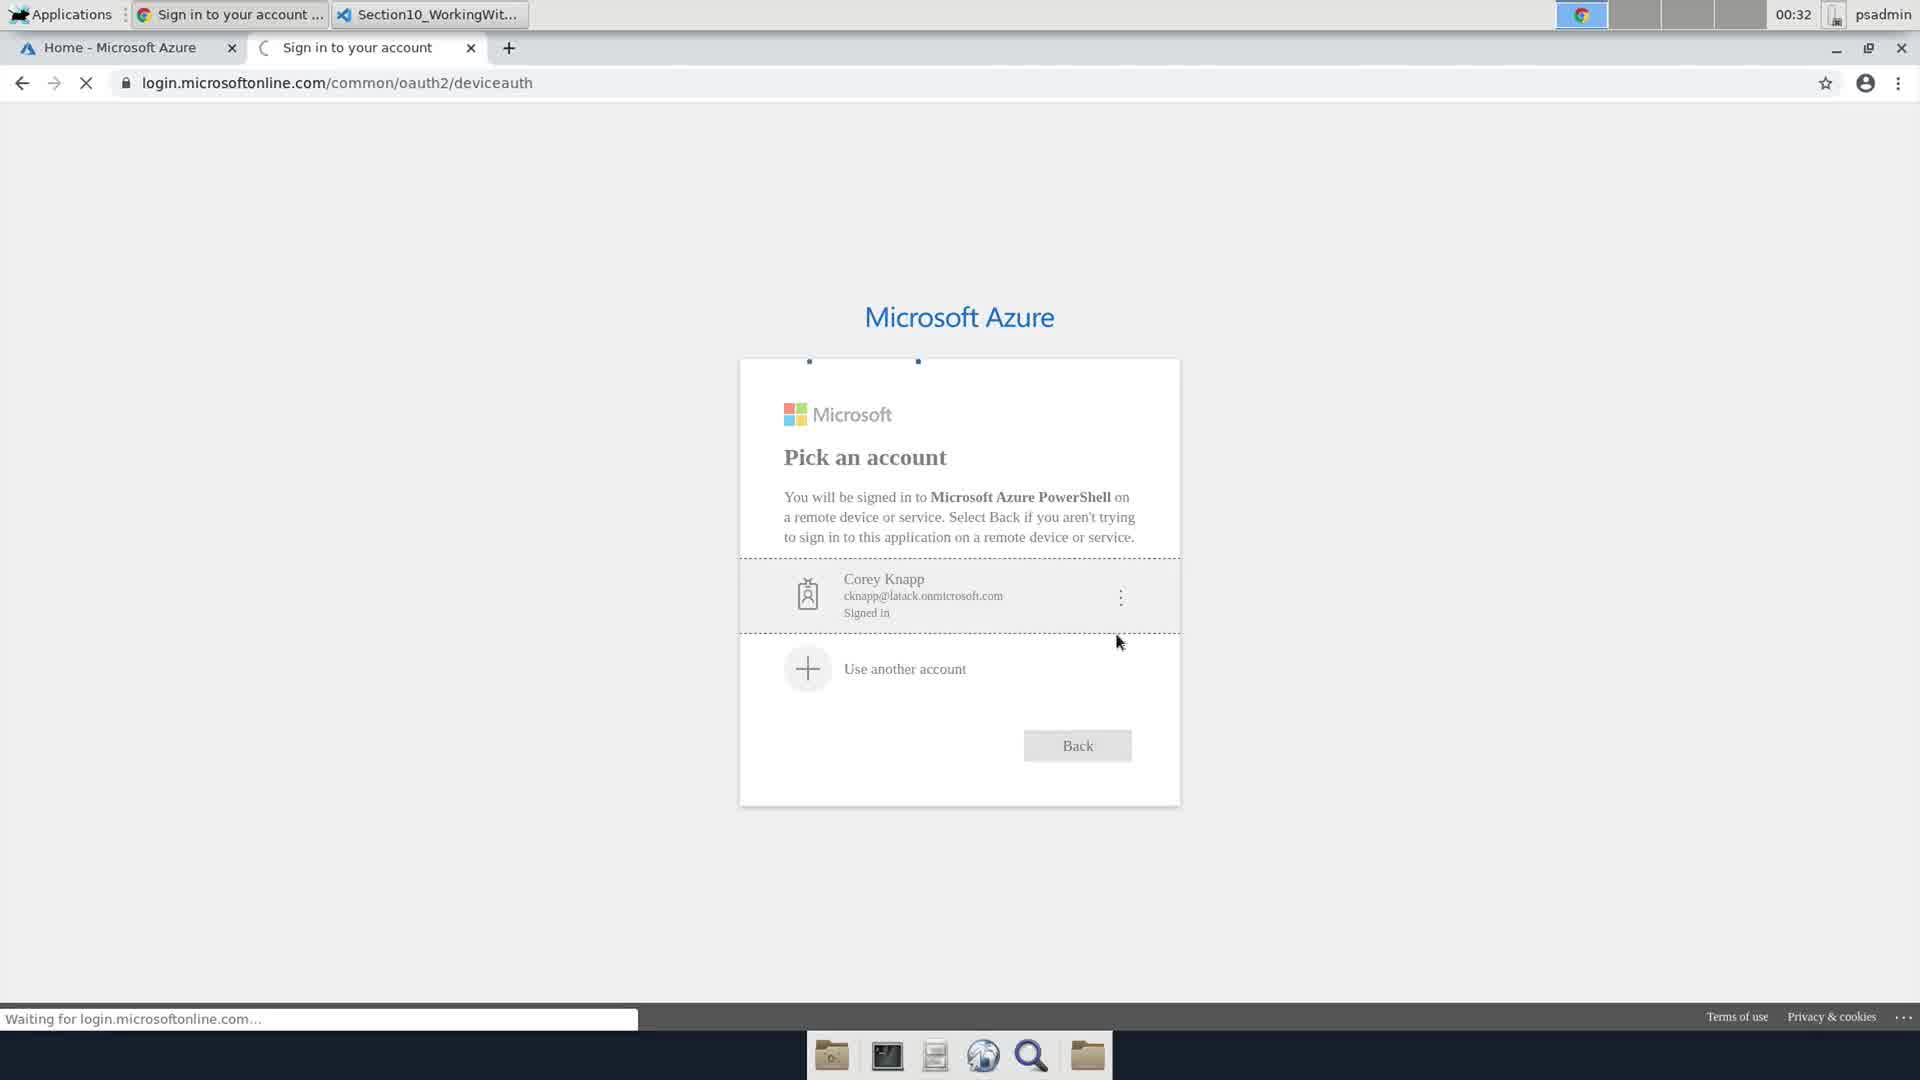 Applications
Sign in to your account ...
Section10_WorkingWit...
00:32
psadmin
Home - Microsoft Azure
Sign in to your account
login.microsoftonline.com/common/oauth2/deviceauth
Microsoft Azure
Microsoft
Pick an account
You will be signed in to Microsoft Azure PowerShell on
a remote device or service. Select Back if you aren't trying
to sign in to this application on a remote device or service.
Corey Knapp
cknapp@latack.onmicrosoft.com
Signed in
Use another account
Back
Waiting for login.microsoftonline.com...
Terms of use
Privacy & cookies